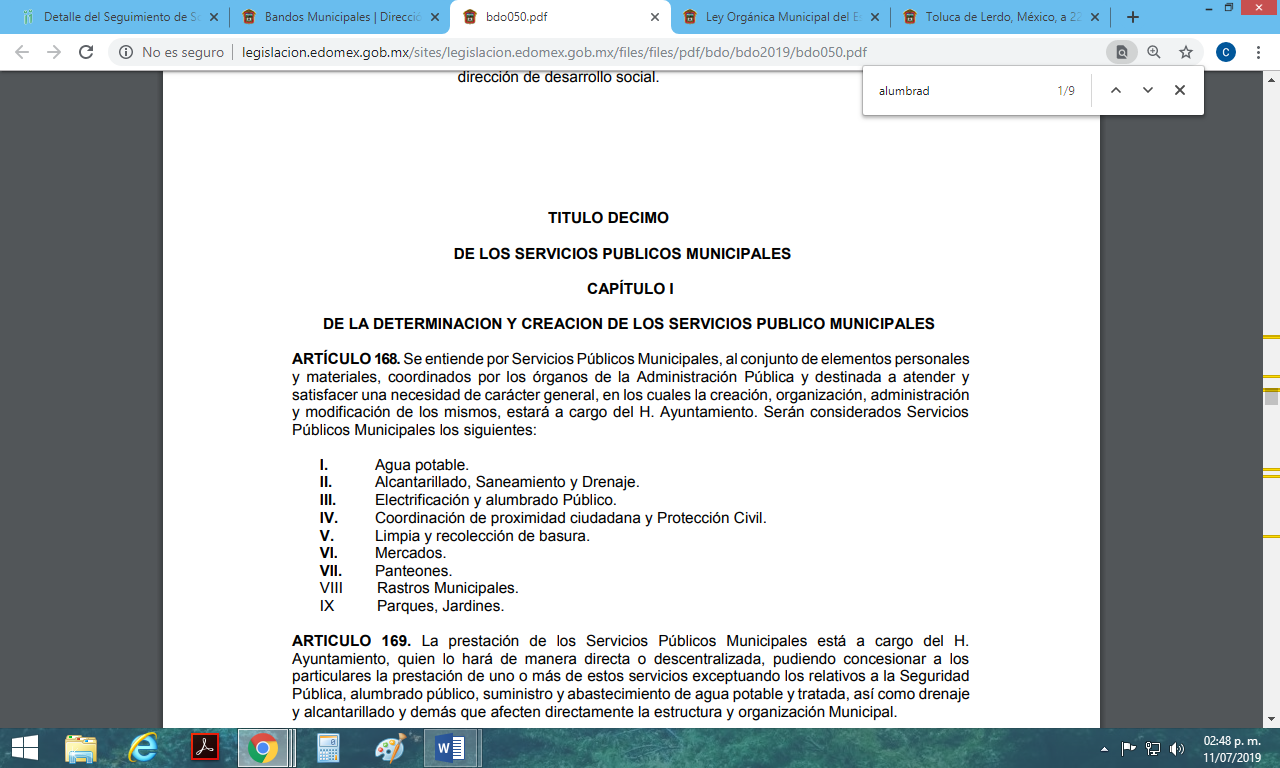 Detalle del Seguimiento de S
Bandos Municipales | Direcció
bdo050.pdf
Ley Orgánica Municipal del E
Toluca de Lerdo, México, a 22
No es seguro
legislacion.edomex.gob.mx/sites/legislacion.edomex.gob.mx/files/files/pdf/bdo/bdo2019/bdo050.pdf
C
alumbrad
1/9
dirección de desarrollo social.
TITULO DECIMO
DE LOS SERVICIOS PUBLICOS MUNICIPALES
CAPÍTULO I
DE LA DETERMINACION Y CREACION DE LOS SERVICIOS PUBLICO MUNICIPALES
ARTÍCULO 168. Se entiende por Servicios Públicos Municipales, al conjunto de elementos personales
y materiales, coordinados por los órganos de la Administración Pública y destinada a atender y
satisfacer una necesidad de carácter general, en los cuales la creación, organización, administración
y modificación de los mismos, estará a cargo del H. Ayuntamiento. Serán considerados Servicios
Públicos Municipales los siguientes:
I. Agua potable.
II. Alcantarillado, Saneamiento y Drenaje.
III. Electrificación y alumbrado Público.
IV. Coordinación de proximidad ciudadana y Protección Civil.
V. Limpia y recolección de basura.
VI. Mercados.
VII. Panteones.
VIII Rastros Municipales.
IX Parques, Jardines.
ARTICULO 169. La prestación de los Servicios Públicos Municipales está a cargo del H.
Ayuntamiento, quien lo hará de manera directa o descentralizada, pudiendo concesionar a los
particulares la prestación de uno o más de estos servicios exceptuando los relativos a la Seguridad
Pública, alumbrado público, suministro y abastecimiento de agua potable y tratada, así como drenaje
y alcantarillado y demás que afecten directamente la estructura y organización Municipal.
02:48 p. m.
11/07/2019